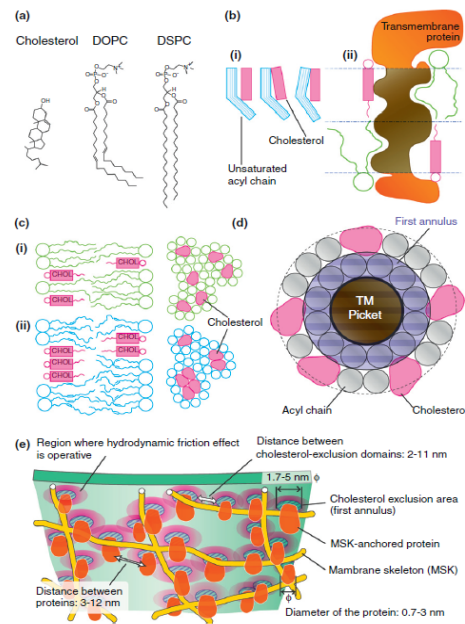 (a)
Cholesterol
DOPC
DSPC
OH
(b)
(i)
Unsaturated
acyl chain
Cholesterol
(ii)
Transmembrane
protein
(c)
(i)
CHOL
CHOL
CHOL
(ii)
CHOL
CHOL
CHOL
CHOL
CHOL
Cholesterol
(d)
First annulus
TM
Picket
Acyl chain
Cholestero
(e)
Region where hydrodynamic friction effect
is operative
Distance between
cholesterol-exclusion domains: 2-11 nm
1.7-5 nm ϕ
Cholesterol exclusion area
(first annulus)
MSK-anchored protein
Mambrane skeleton (MSK)
Distance between
proteins: 3-12 nm
ϕ
Diameter of the protein: 0.7-3 nm